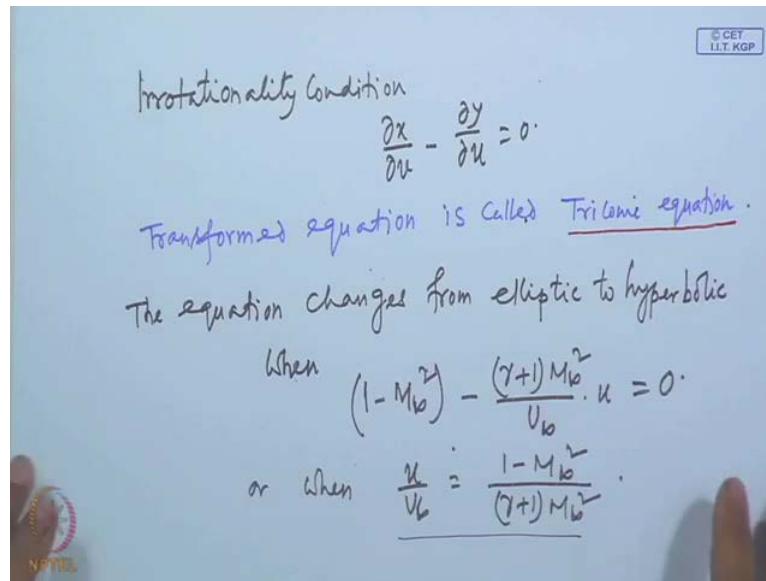 © CET
I.I.T. KGP
Irrotationality Condition
∂x/∂v - ∂y/∂u = 0.
Transformed equation is called Tricomi equation.
The equation changes from elliptic to hyperbolic
when (1-M∞²) - (γ+1)M∞²/U∞ . u = 0.
or when u/U∞ = 1-M∞²/(γ+1)M∞² .
NPTEL